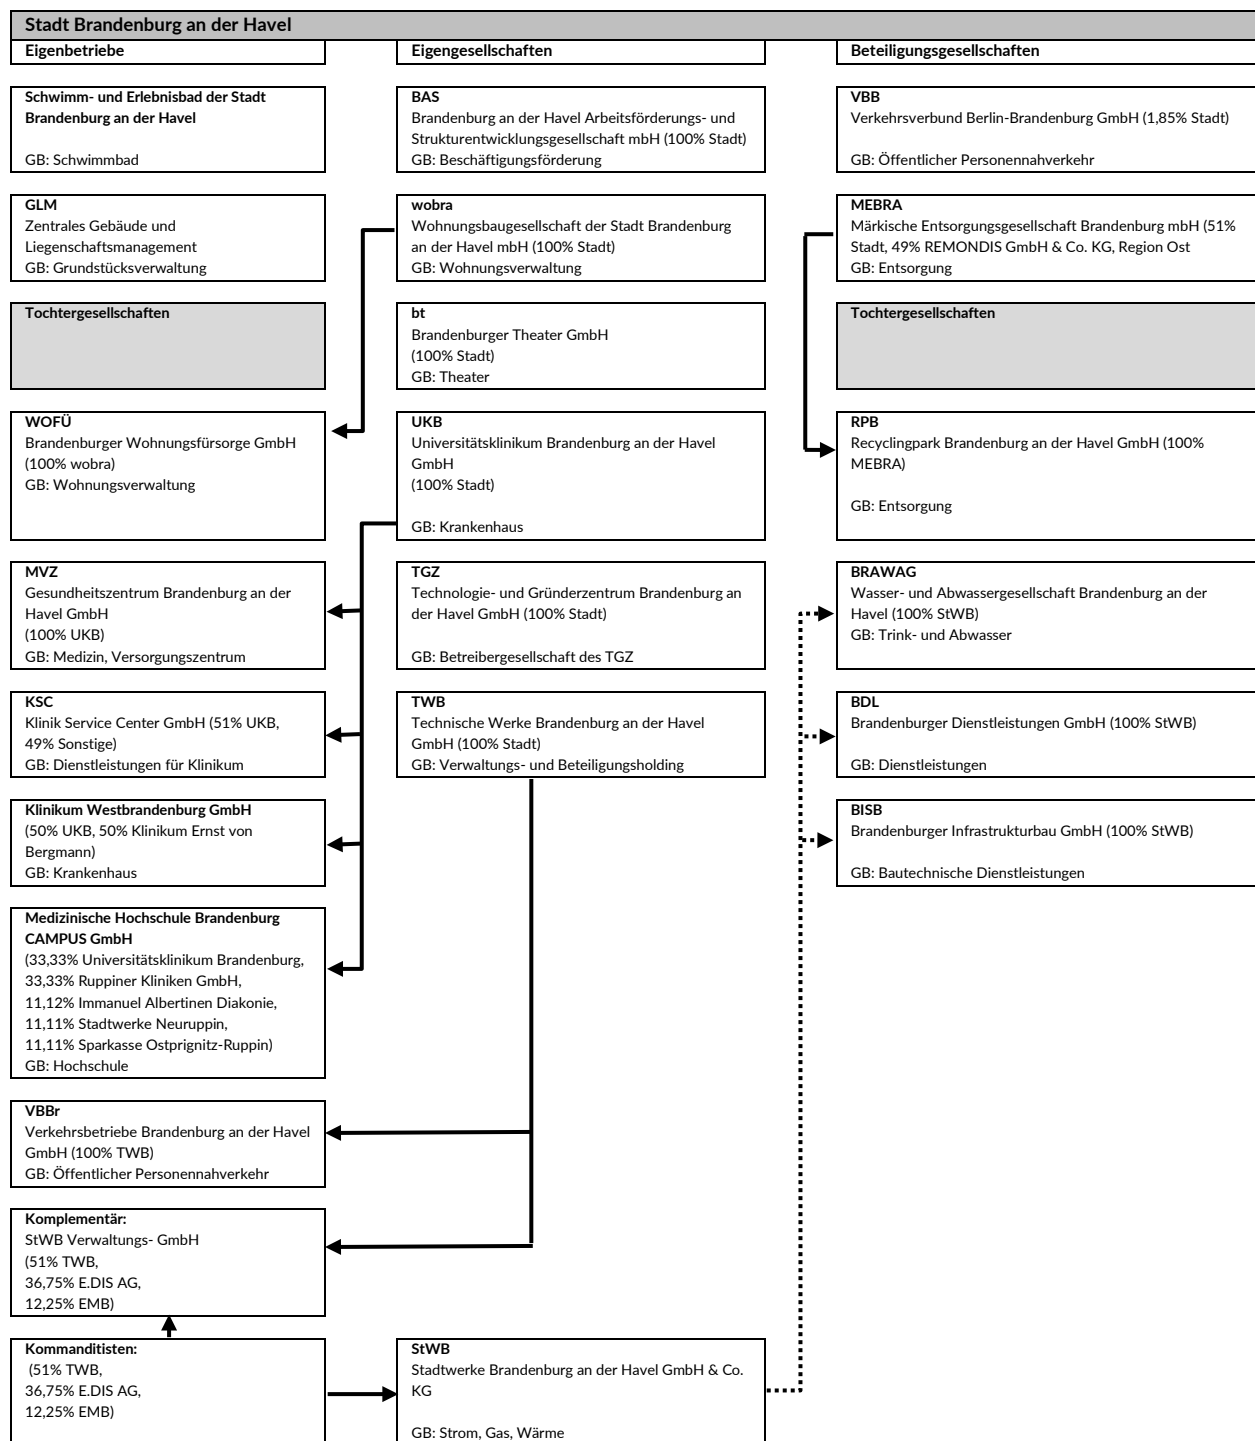 Stadt Brandenburg an der Havel
Eigenbetriebe
Schwimm- und Erlebnisbad der Stadt
Brandenburg an der Havel
GB: Schwimmbad
GLM
Zentrales Gebäude und
Liegenschaftsmanagement
GB: Grundstücksverwaltung
Tochtergesellschaften
WOFÜ
Brandenburger Wohnungsfürsorge GmbH
(100% wobra)
GB: Wohnungsverwaltung
MVZ
Gesundheitszentrum Brandenburg an der
Havel GmbH
(100% UKB)
GB: Medizin, Versorgungszentrum
KSC
Klinik Service Center GmbH (51% UKB,
49% Sonstige)
GB: Dienstleistungen für Klinikum
Klinikum Westbrandenburg GmbH
(50% UKB, 50% Klinikum Ernst von
Bergmann)
GB: Krankenhaus
Medizinische Hochschule Brandenburg
CAMPUS GmbH
(33,33% Universitätsklinikum Brandenburg,
33,33% Ruppiner Kliniken GmbH,
11,12% Immanuel Albertinen Diakonie,
11,11% Stadtwerke Neuruppin,
11,11% Sparkasse Ostprignitz-Ruppin)
GB: Hochschule
VBBr
Verkehrsbetriebe Brandenburg an der Havel
GmbH (100% TWB)
GB: Öffentlicher Personennahverkehr
Komplementär:
StWB Verwaltungs- GmbH
(51% TWB,
36,75% E.DIS AG,
12,25% EMB)
Kommanditisten:
(51% TWB,
36,75% E.DIS AG,
12,25% EMB)
Eigengesellschaften
BAS
Brandenburg an der Havel Arbeitsförderungs- und
Strukturentwicklungsgesellschaft mbH (100% Stadt)
GB: Beschäftigungsförderung
wobra
Wohnungsbaugesellschaft der Stadt Brandenburg
an der Havel mbH (100% Stadt)
GB: Wohnungsverwaltung
bt
Brandenburger Theater GmbH
(100% Stadt)
GB: Theater
UKB
Universitätsklinikum Brandenburg an der Havel
GmbH
(100% Stadt)
GB: Krankenhaus
TGZ
Technologie- und Gründerzentrum Brandenburg an
der Havel GmbH (100% Stadt)
GB: Betreibergesellschaft des TGZ
TWB
Technische Werke Brandenburg an der Havel
GmbH (100% Stadt)
GB: Verwaltungs- und Beteiligungsholding
StWB
Stadtwerke Brandenburg an der Havel GmbH & Co.
KG
GB: Strom, Gas, Wärme
Beteiligungsgesellschaften
VBB
Verkehrsverbund Berlin-Brandenburg GmbH (1,85% Stadt)
GB: Öffentlicher Personennahverkehr
MEBRA
Märkische Entsorgungsgesellschaft Brandenburg mbH (51%
Stadt, 49% REMONDIS GmbH & Co. KG, Region Ost
GB: Entsorgung
Tochtergesellschaften
RPB
Recyclingpark Brandenburg an der Havel GmbH (100%
MEBRA)
GB: Entsorgung
BRAWAG
Wasser- und Abwassergesellschaft Brandenburg an der
Havel (100% StWB)
GB: Trink- und Abwasser
BDL
Brandenburger Dienstleistungen GmbH (100% StWB)
GB: Dienstleistungen
BISB
Brandenburger Infrastrukturbau GmbH (100% StWB)
GB: Bautechnische Dienstleistungen